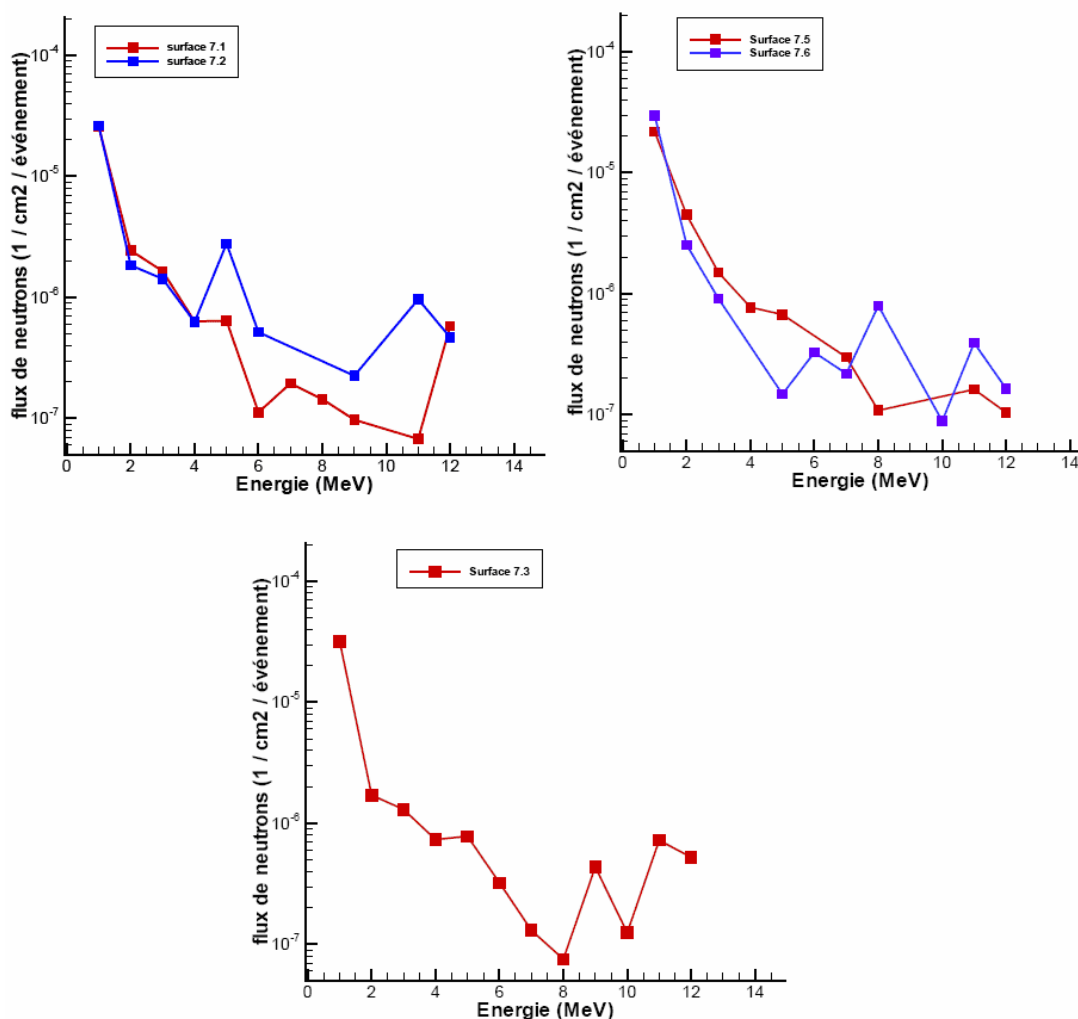 surface 7.1
surface 7.2
flux de neutrons (1 / cm2 / événement)
10-4
10-5
10-6
10-7
0 2 4 6 8 10 12 14
Energie (MeV)
Surface 7.5
Surface 7.6
flux de neutrons (1 / cm2 / événement)
10-4
10-5
10-6
10-7
0 2 4 6 8 10 12 14
Energie (MeV)
Surface 7.3
flux de neutrons (1 / cm2 / événement)
10-4
10-5
10-6
10-7
0 2 4 6 8 10 12 14
Energie (MeV)